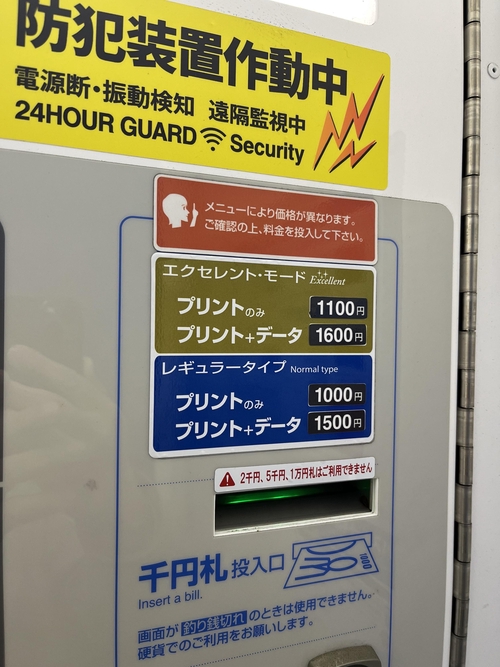 防犯装置作動中
電源断・振動検知 遠隔監視中
24HOUR GUARD Security
メニューにより価格が異なります。
ご確認の上、料金を投入して下さい。
エクセレント・モード Excellent
プリントのみ 1100円
プリント+データ 1600円
レギュラータイプ Normal type
プリントのみ 1000円
プリント+データ 1500円
2千円、5千円、1万円札はご利用できません
千円札 投入口
Insert a bill.
画面が釣り銭切れのときは使用できません。
硬貨でのご利用をお願いします。